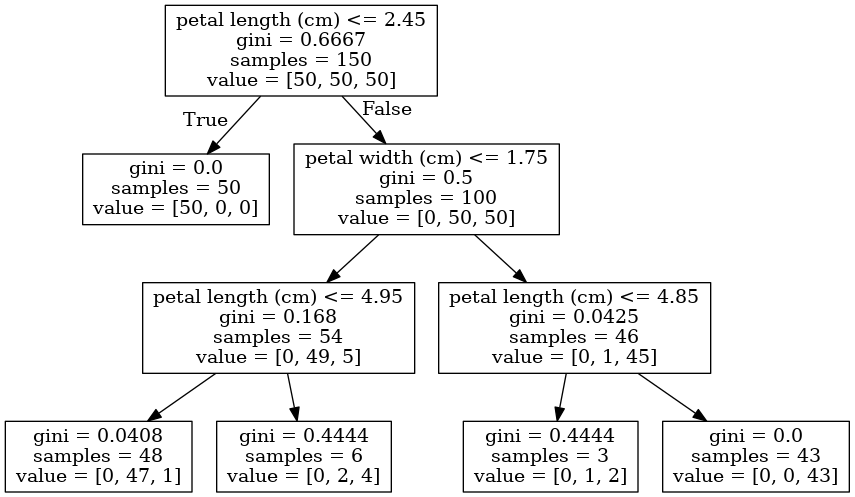 petal length (cm) <= 2.45
gini = 0.6667
samples = 150
value = [50, 50, 50]
True
False
gini = 0.0
samples = 50
value = [50, 0, 0]
petal width (cm) <= 1.75
gini = 0.5
samples = 100
value = [0, 50, 50]
petal length (cm) <= 4.95
gini = 0.168
samples = 54
value = [0, 49, 5]
petal length (cm) <= 4.85
gini = 0.0425
samples = 46
value = [0, 1, 45]
gini = 0.0408
samples = 48
value = [0, 47, 1]
gini = 0.4444
samples = 6
value = [0, 2, 4]
gini = 0.4444
samples = 3
value = [0, 1, 2]
gini = 0.0
samples = 43
value = [0, 0, 43]